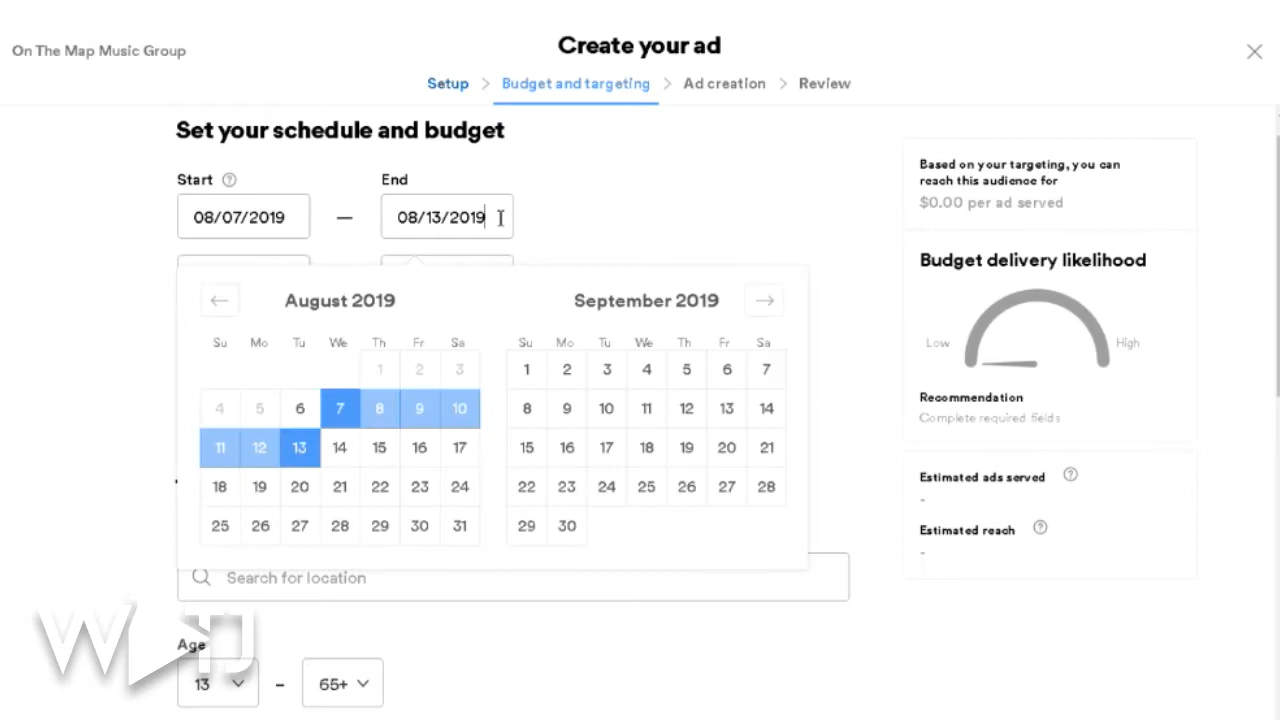 Create your ad
On The Map Music Group
Setup > Budget and targeting > Ad creation > Review
Set your schedule and budget
Start ?
End
08/07/2019 — 08/13/2019
August 2019
Su Mo Tu We Th Fr Sa
1 2 3
4 5 6 7 8 9 10
11 12 13 14 15 16 17
18 19 20 21 22 23 24
25 26 27 28 29 30 31
September 2019
Su Mo Tu We Th Fr Sa
1 2 3 4 5 6 7
8 9 10 11 12 13 14
15 16 17 18 19 20 21
22 23 24 25 26 27 28
29 30
Search for location
Age
13 - 65+
Based on your targeting, you can
reach this audience for
$0.00 per ad served
Budget delivery likelihood
Low
High
Recommendation
Complete required fields
Estimated ads served ?
-
Estimated reach ?
-